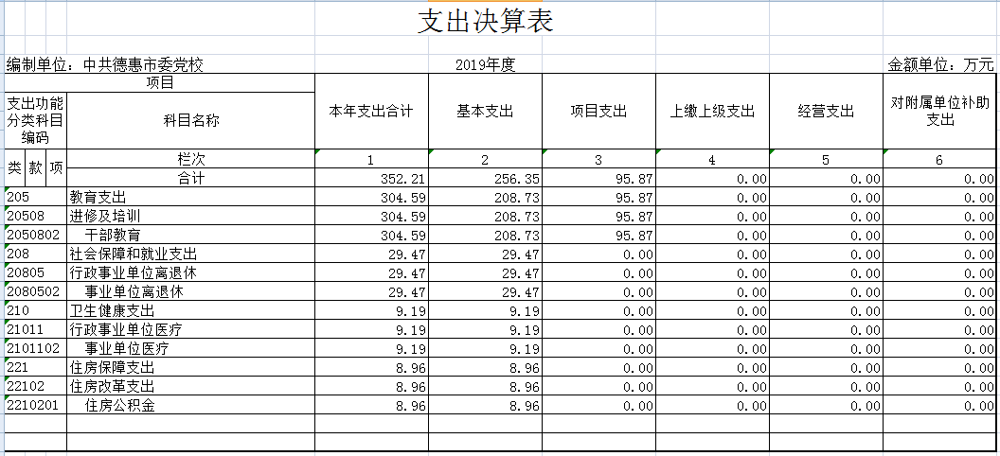 支出决算表
编制单位：中共德惠市委党校 2019年度 金额单位：万元
项目 本年支出合计 基本支出 项目支出 上缴上级支出 经营支出 对附属单位补助支出
支出功能分类科目编码 科目名称
类 款 项 栏次 1 2 3 4 5 6
合计 352.21 256.35 95.87 0.00 0.00 0.00
205 教育支出 304.59 208.73 95.87 0.00 0.00 0.00
20508 进修及培训 304.59 208.73 95.87 0.00 0.00 0.00
2050802 干部教育 304.59 208.73 95.87 0.00 0.00 0.00
208 社会保障和就业支出 29.47 29.47 0.00 0.00 0.00 0.00
20805 行政事业单位离退休 29.47 29.47 0.00 0.00 0.00 0.00
2080502 事业单位离退休 29.47 29.47 0.00 0.00 0.00 0.00
210 卫生健康支出 9.19 9.19 0.00 0.00 0.00 0.00
21011 行政事业单位医疗 9.19 9.19 0.00 0.00 0.00 0.00
2101102 事业单位医疗 9.19 9.19 0.00 0.00 0.00 0.00
221 住房保障支出 8.96 8.96 0.00 0.00 0.00 0.00
22102 住房改革支出 8.96 8.96 0.00 0.00 0.00 0.00
2210201 住房公积金 8.96 8.96 0.00 0.00 0.00 0.00